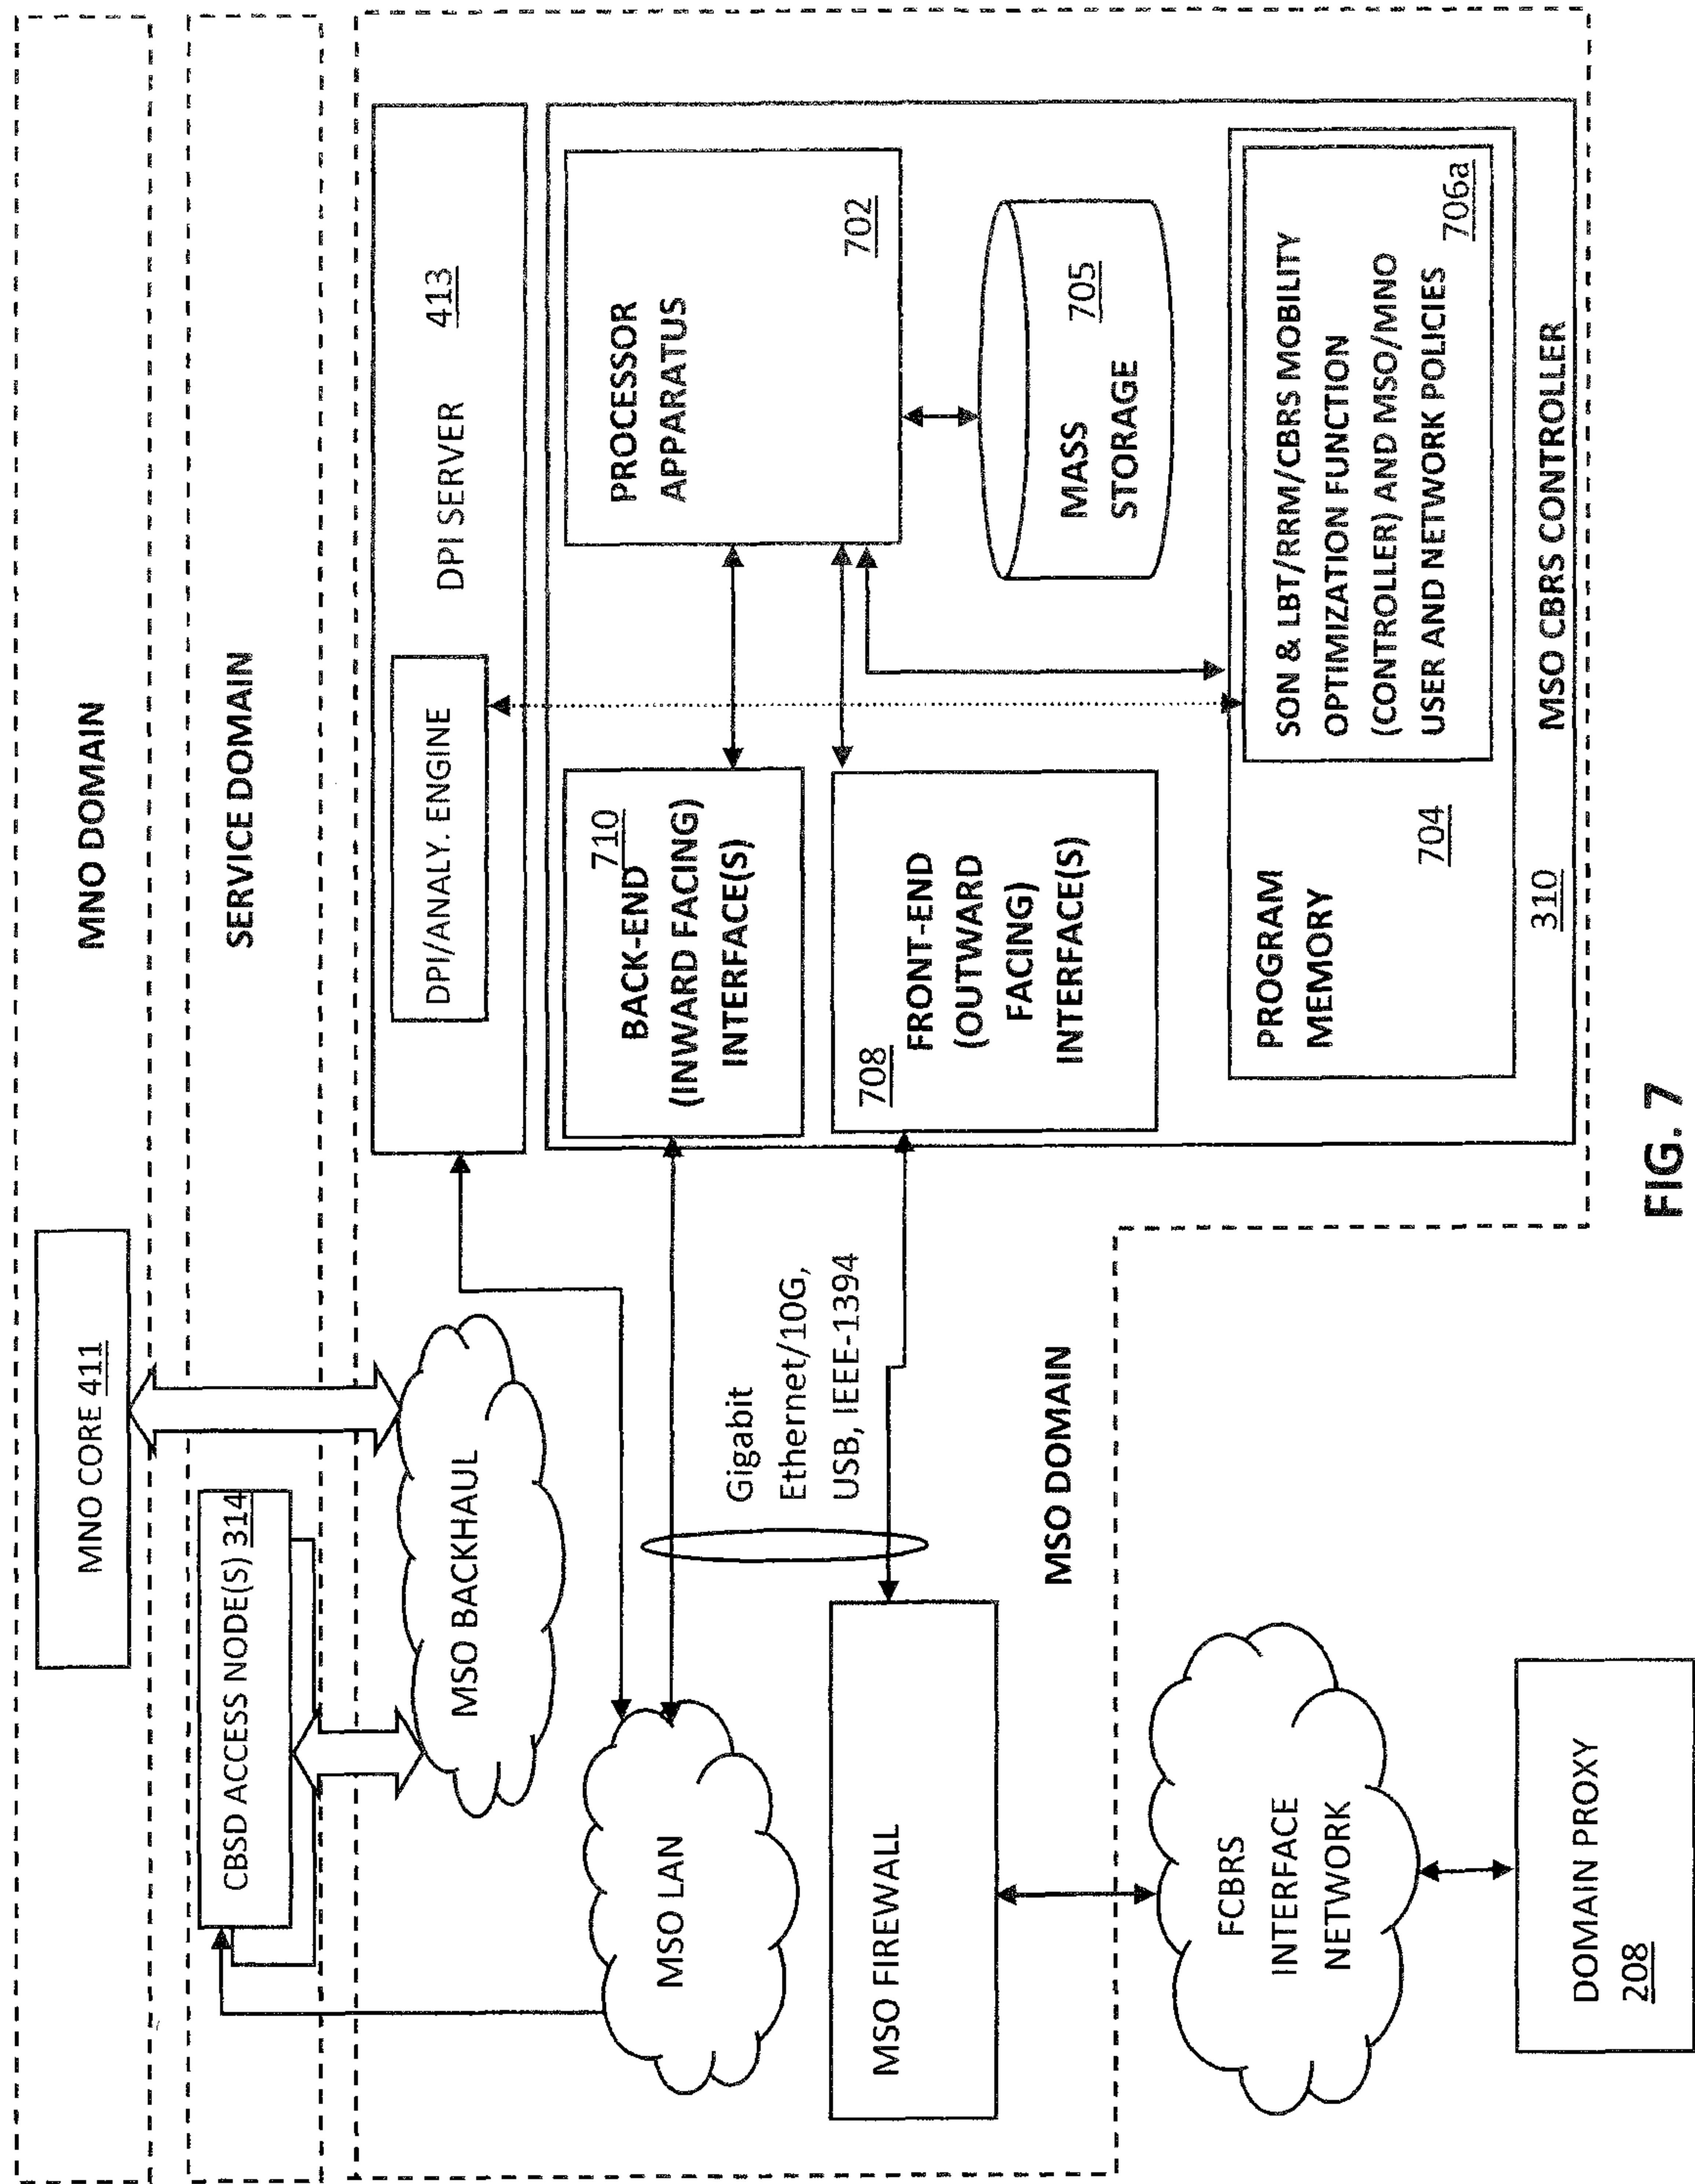 MNO DOMAIN
MNO CORE 411
SERVICE DOMAIN
CBSD ACCESS NODE(S) 314
MSO BACKHAUL
DPI SERVER 413
DPI/ANALY. ENGINE
MSO LAN
710
BACK-END
(INWARD FACING)
INTERFACE(S)
PROCESSOR
APPARATUS
702
Gigabit
Ethernet/10G,
USB, IEEE-1394
708
FRONT-END
(OUTWARD
FACING)
INTERFACE(S)
MASS
STORAGE
705
MSO FIREWALL
MSO DOMAIN
FCBRS
INTERFACE
NETWORK
PROGRAM
MEMORY
704
SON & LBT/RRM/CBRS MOBILITY
OPTIMIZATION FUNCTION
(CONTROLLER) AND MSO/MNO
USER AND NETWORK POLICIES
706a
310
MSO CBRS CONTROLLER
DOMAIN PROXY
208
FIG. 7